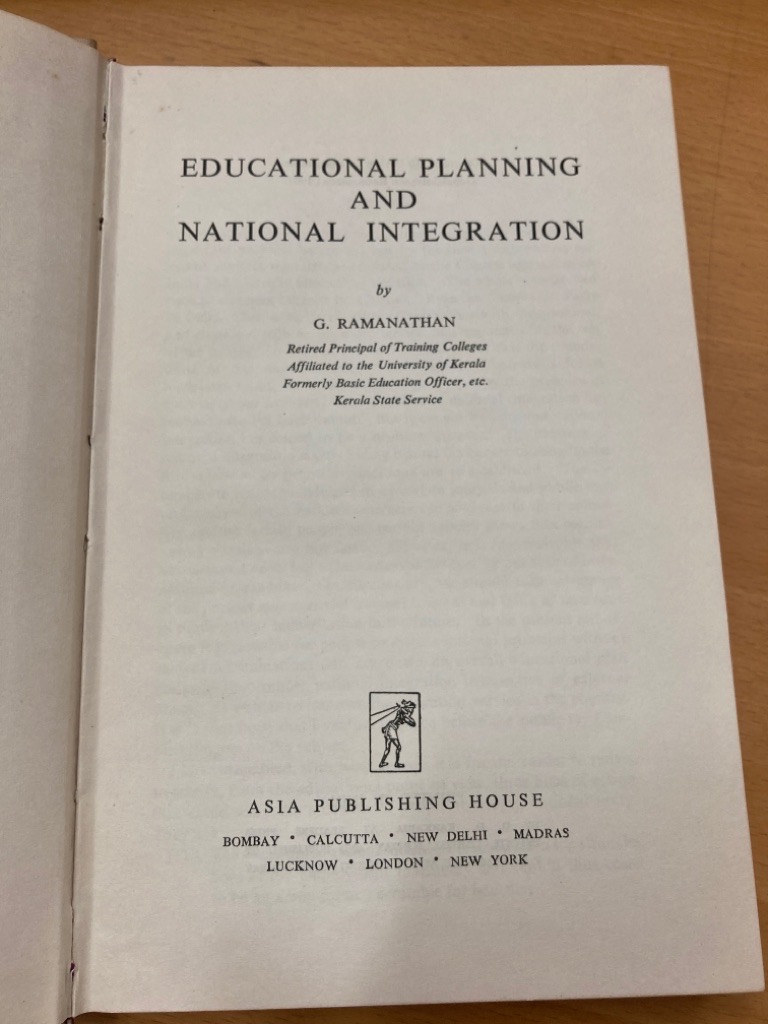 EDUCATIONAL PLANNING
AND
NATIONAL INTEGRATION
by
G. RAMANATHAN
Retired Principal of Training Colleges
Affiliated to the University of Kerala
Formerly Basic Education Officer, etc.
Kerala State Service
ASIA PUBLISHING HOUSE
BOMBAY • CALCUTTA • NEW DELHI • MADRAS
LUCKNOW • LONDON • NEW YORK